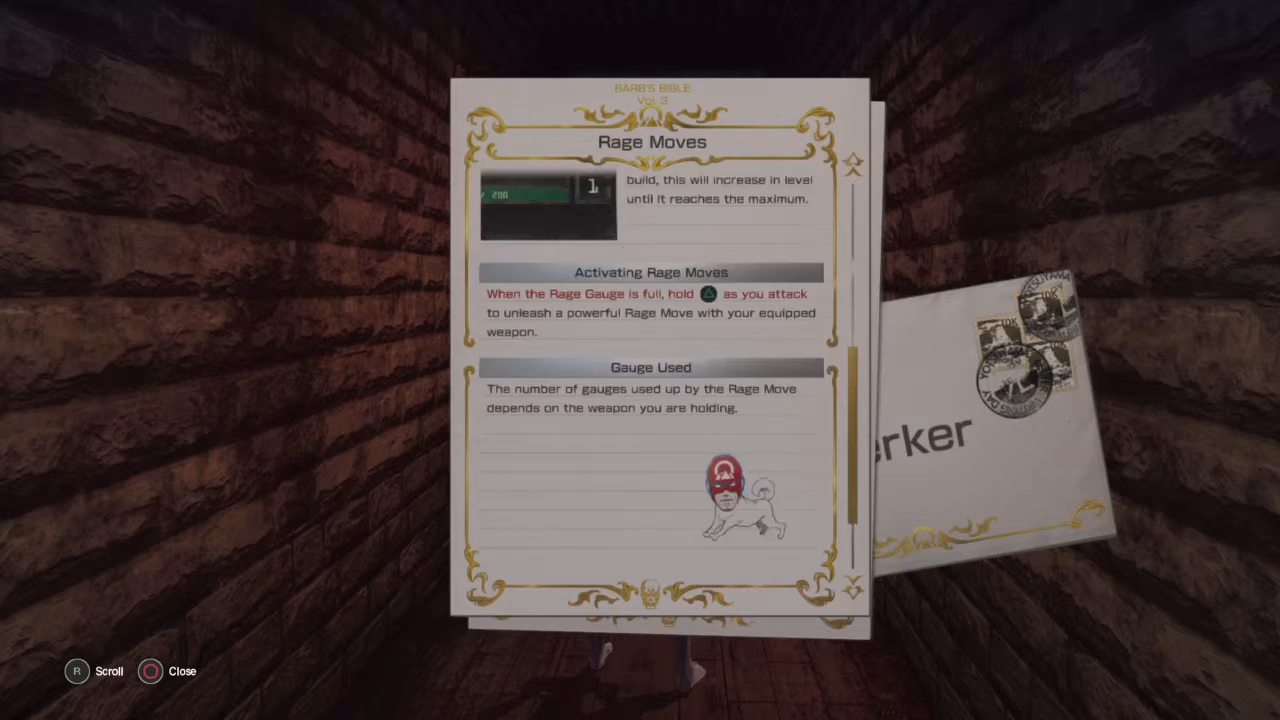 BARB'S BIBLE
Vol. 3
Rage Moves
200
1
build, this will increase in level
until it reaches the maximum.
Activating Rage Moves
When the Rage Gauge is full, hold as you attack
to unleash a powerful Rage Move with your equipped
weapon.
Gauge Used
The number of gauges used up by the Rage Move
depends on the weapon you are holding.
erker
R Scroll Close